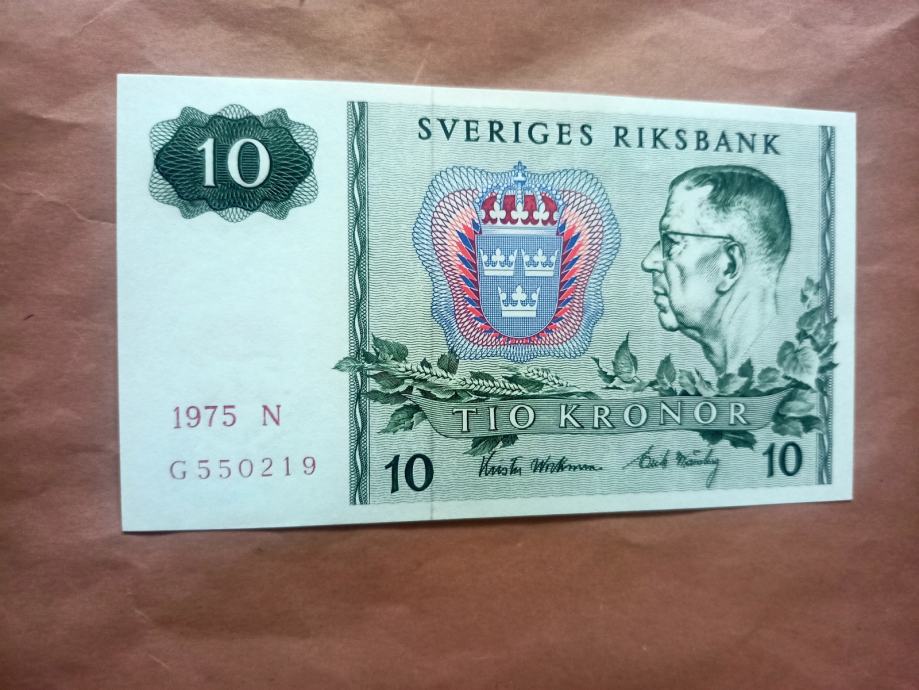 10
SVERIGES RIKSBANK
TIO KRONOR
1975 N
G550219
10
10